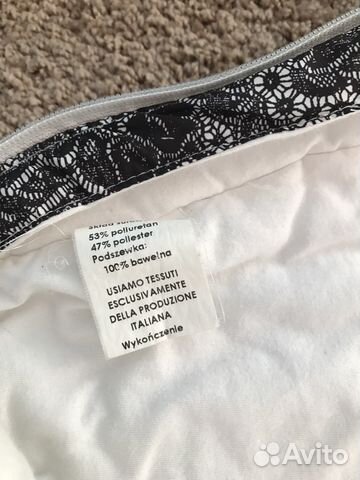 53% poliuretan
47% poliester
Podszewka:
100% bawełna
USIAMO TESSUTI
ESCLUSIVAMENTE
DELLA PRODUZIONE
ITALIANA
Wykończenie
Avito